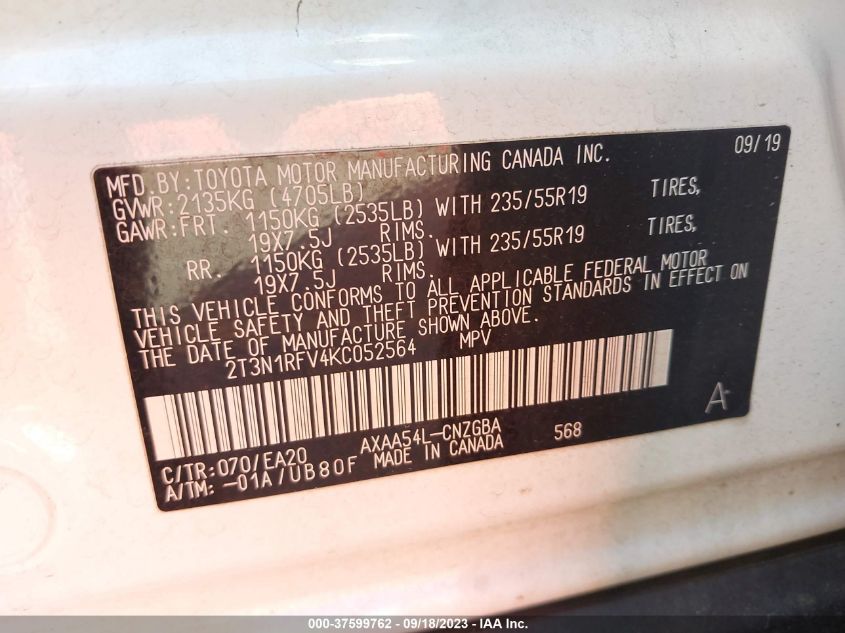 MFD. BY: TOYOTA MOTOR MANUFACTURING CANADA INC. 09/19
GVWR: 2135KG (4705LB)
GAWR: FRT. 1150KG (2535LB) WITH 235/55R19 TIRES,
19X7.5J RIMS.
RR. 1150KG (2535LB) WITH 235/55R19 TIRES,
19X7.5J RIMS.
THIS VEHICLE CONFORMS TO ALL APPLICABLE FEDERAL MOTOR
VEHICLE SAFETY AND THEFT PREVENTION STANDARDS IN EFFECT ON
THE DATE OF MANUFACTURE SHOWN ABOVE.
2T3N1RFV4KC052564 MPV
A-
C/TR: 070/EA20 AXAA54L-CNZGBA 568
A/TM: -01A/UB80F MADE IN CANADA
000-37599762 - 09/18/2023 - IAA Inc.